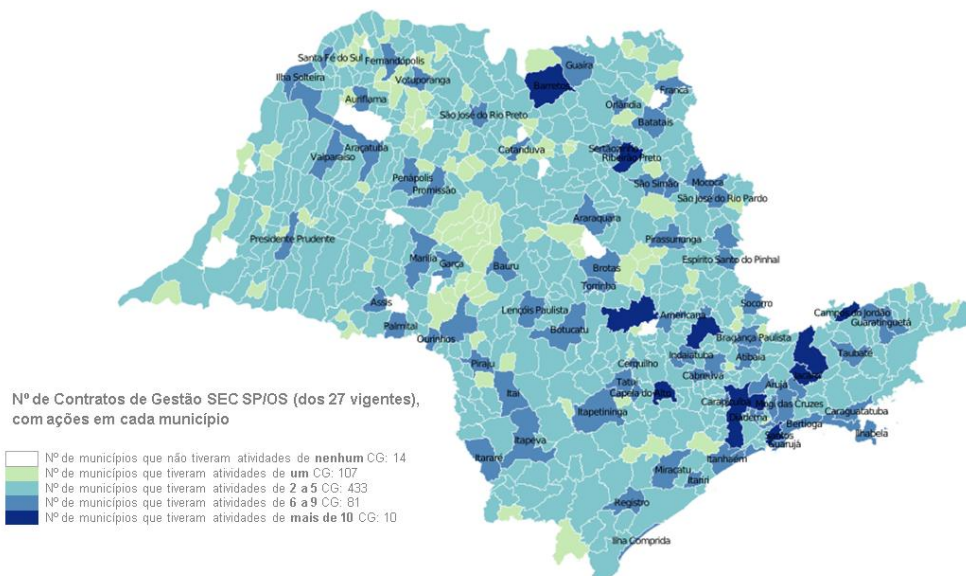 Santa Fé do Sul
Fernandópolis
Guaíra
Ilha Solteira
Votuporanga
Barretos
Auriflama
Franca
Orlândia
São José do Rio Preto
Batatais
Sertãozinho
Catanduva
Ribeirão Preto
Araçatuba
Valparaíso
Penápolis
São Simão
Mococa
Promissão
São José do Rio Pardo
Araraquara
Presidente Prudente
Pirassununga
Marília
Garça
Bauru
Brotas
Espírito Santo do Pinhal
Torrinha
Assis
Lençóis Paulista
Americana
Socorro
Campos do Jordão
Guaratinguetá
Palmital
Botucatu
Bragança Paulista
Ourinhos
Indaiatuba
Atibaia
Taubaté
Piraju
Cerquilho
Cabreúva
Tatuí
Arujá
Itaí
Capela do Alto
Carapicuíba
Mogi das Cruzes
Itapetininga
Diadema
Caraguatatuba
Bertioga
Itapeva
Santos
Ilhabela
Guarujá
Itararé
Itanhaém
Miracatu
Itariri
Registro
Ilha Comprida
Nº de Contratos de Gestão SEC SP/OS (dos 27 vigentes),
com ações em cada município
Nº de municípios que não tiveram atividades de nenhum CG: 14
Nº de municípios que tiveram atividades de um CG: 107
Nº de municípios que tiveram atividades de 2 a 5 CG: 433
Nº de municípios que tiveram atividades de 6 a 9 CG: 81
Nº de municípios que tiveram atividades de mais de 10 CG: 10